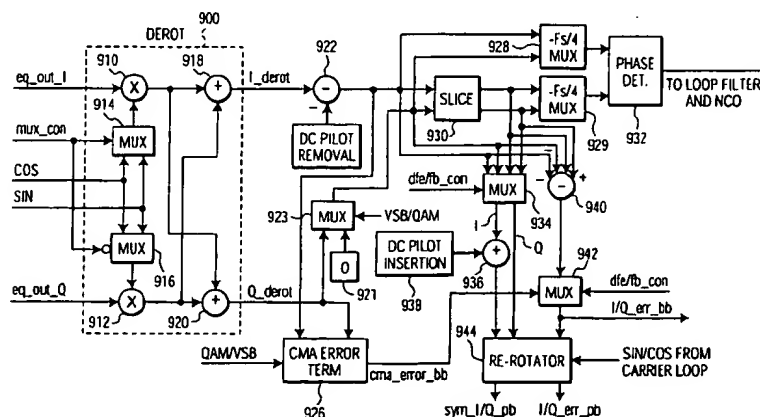 DEROT
900
eq_out_I
910
X
914
MUX
mux_con
COS
SIN
MUX
916
eq_out_Q
X
912
918
+
920
+
I_derot
Q_derot
922
−
−
DC PILOT
REMOVAL
923
MUX
VSB/QAM
0
921
QAM/VSB
CMA ERROR
TERM
926
cma_error_bb
SLICE
930
928
-Fs/4
MUX
-Fs/4
MUX
929
PHASE
DET.
932
TO LOOP FILTER
AND NCO
dfe/fb_con
MUX
934
I
Q
− − +
-
940
DC PILOT
INSERTION
938
+
936
942
MUX
dfe/fb_con
I/Q_err_bb
944
RE-ROTATOR
SIN/COS FROM
CARRIER LOOP
sym_I/Q_pb
I/Q_err_pb